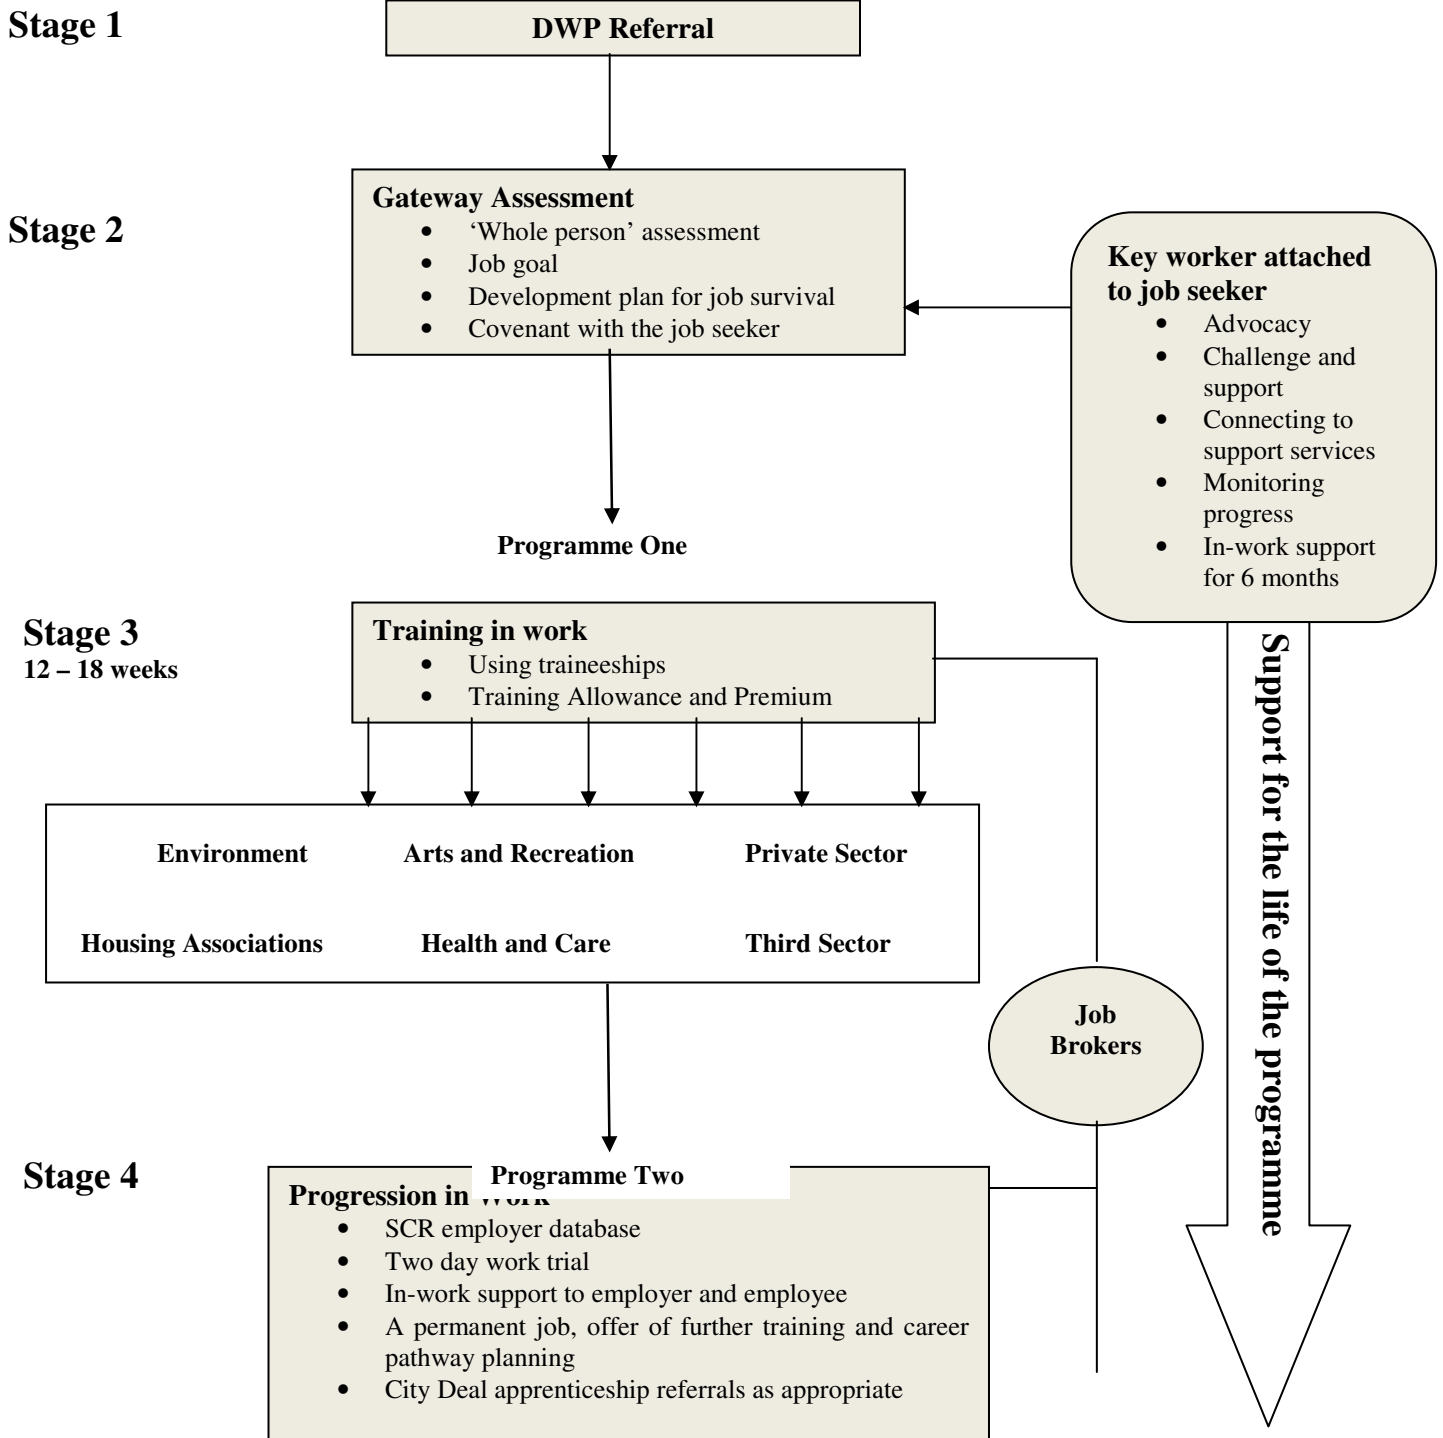 Stage 1
DWP Referral
Stage 2
Gateway Assessment
• ‘Whole person’ assessment
• Job goal
• Development plan for job survival
• Covenant with the job seeker
Key worker attached
to job seeker
• Advocacy
• Challenge and
support
• Connecting to
support services
• Monitoring
progress
• In-work support
for 6 months
Programme One
Stage 3
12 – 18 weeks
Training in work
• Using traineeships
• Training Allowance and Premium
Support for the life of the programme
Environment Arts and Recreation Private Sector
Housing Associations Health and Care Third Sector
Job
Brokers
Stage 4
Programme Two
Progression in work
• SCR employer database
• Two day work trial
• In-work support to employer and employee
• A permanent job, offer of further training and career
pathway planning
• City Deal apprenticeship referrals as appropriate